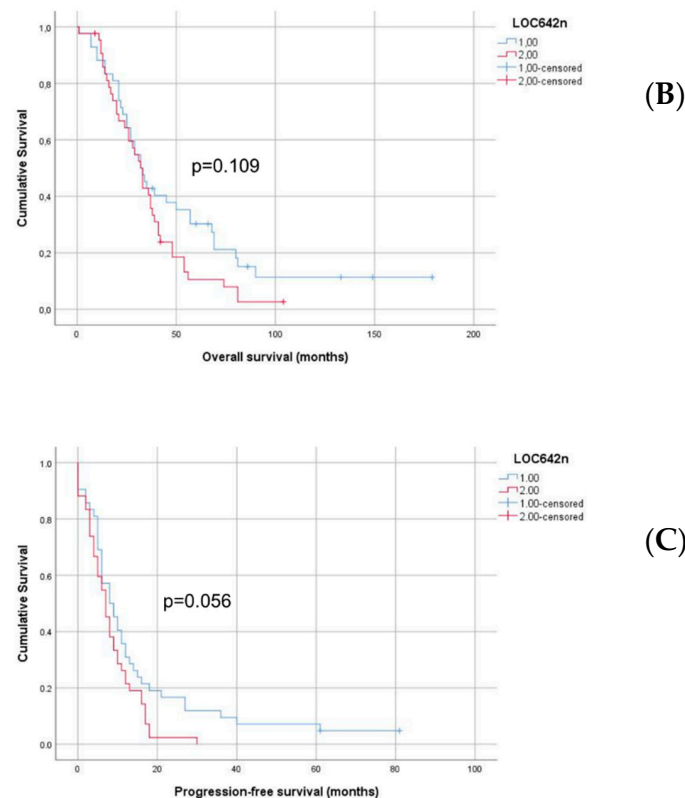 LOC642n
1,00
2,00
1,00-censored
2,00-censored
(B)
1,0
0,8
0,6
0,4
0,2
0,0
Cumulative Survival
p=0.109
0
50
100
150
200
Overall survival (months)
LOC642n
1.00
2.00
1.00-censored
2.00-censored
(C)
1.0
0.8
0.6
0.4
0.2
0.0
Cumulative Survival
p=0.056
0
20
40
60
80
100
Progression-free survival (months)